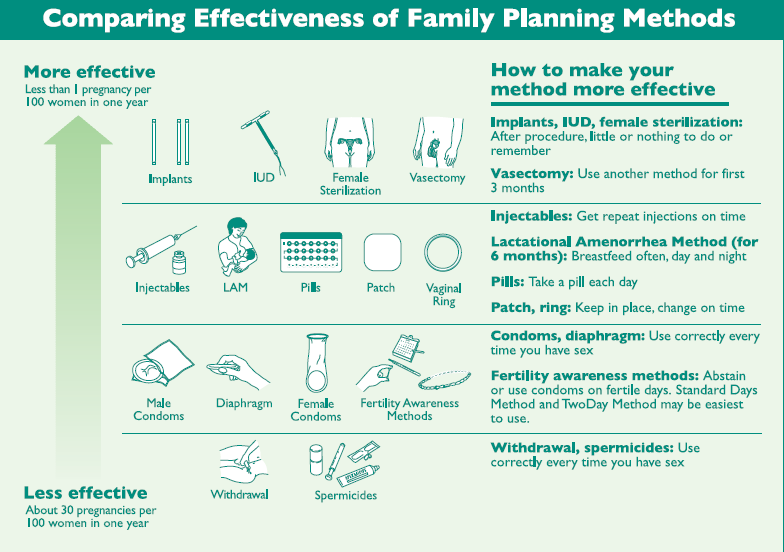 Comparing Effectiveness of Family Planning Methods
More effective
Less than 1 pregnancy per
100 women in one year
How to make your
method more effective
Implants
IUD
Female
Sterilization
Vasectomy
Implants, IUD, female sterilization:
After procedure, little or nothing to do or
remember
Vasectomy: Use another method for first
3 months
Injectables
LAM
Pills
Patch
Vaginal
Ring
Injectables: Get repeat injections on time
Lactational Amenorrhea Method (for
6 months): Breastfeed often, day and night
Pills: Take a pill each day
Patch, ring: Keep in place, change on time
Male
Condoms
Diaphragm
Female
Condoms
Fertility Awareness
Methods
Condoms, diaphragm: Use correctly every
time you have sex
Fertility awareness methods: Abstain
or use condoms on fertile days. Standard Days
Method and TwoDay Method may be easiest
to use.
Withdrawal
Spermicides
Withdrawal, spermicides: Use
correctly every time you have sex
Less effective
About 30 pregnancies per
100 women in one year